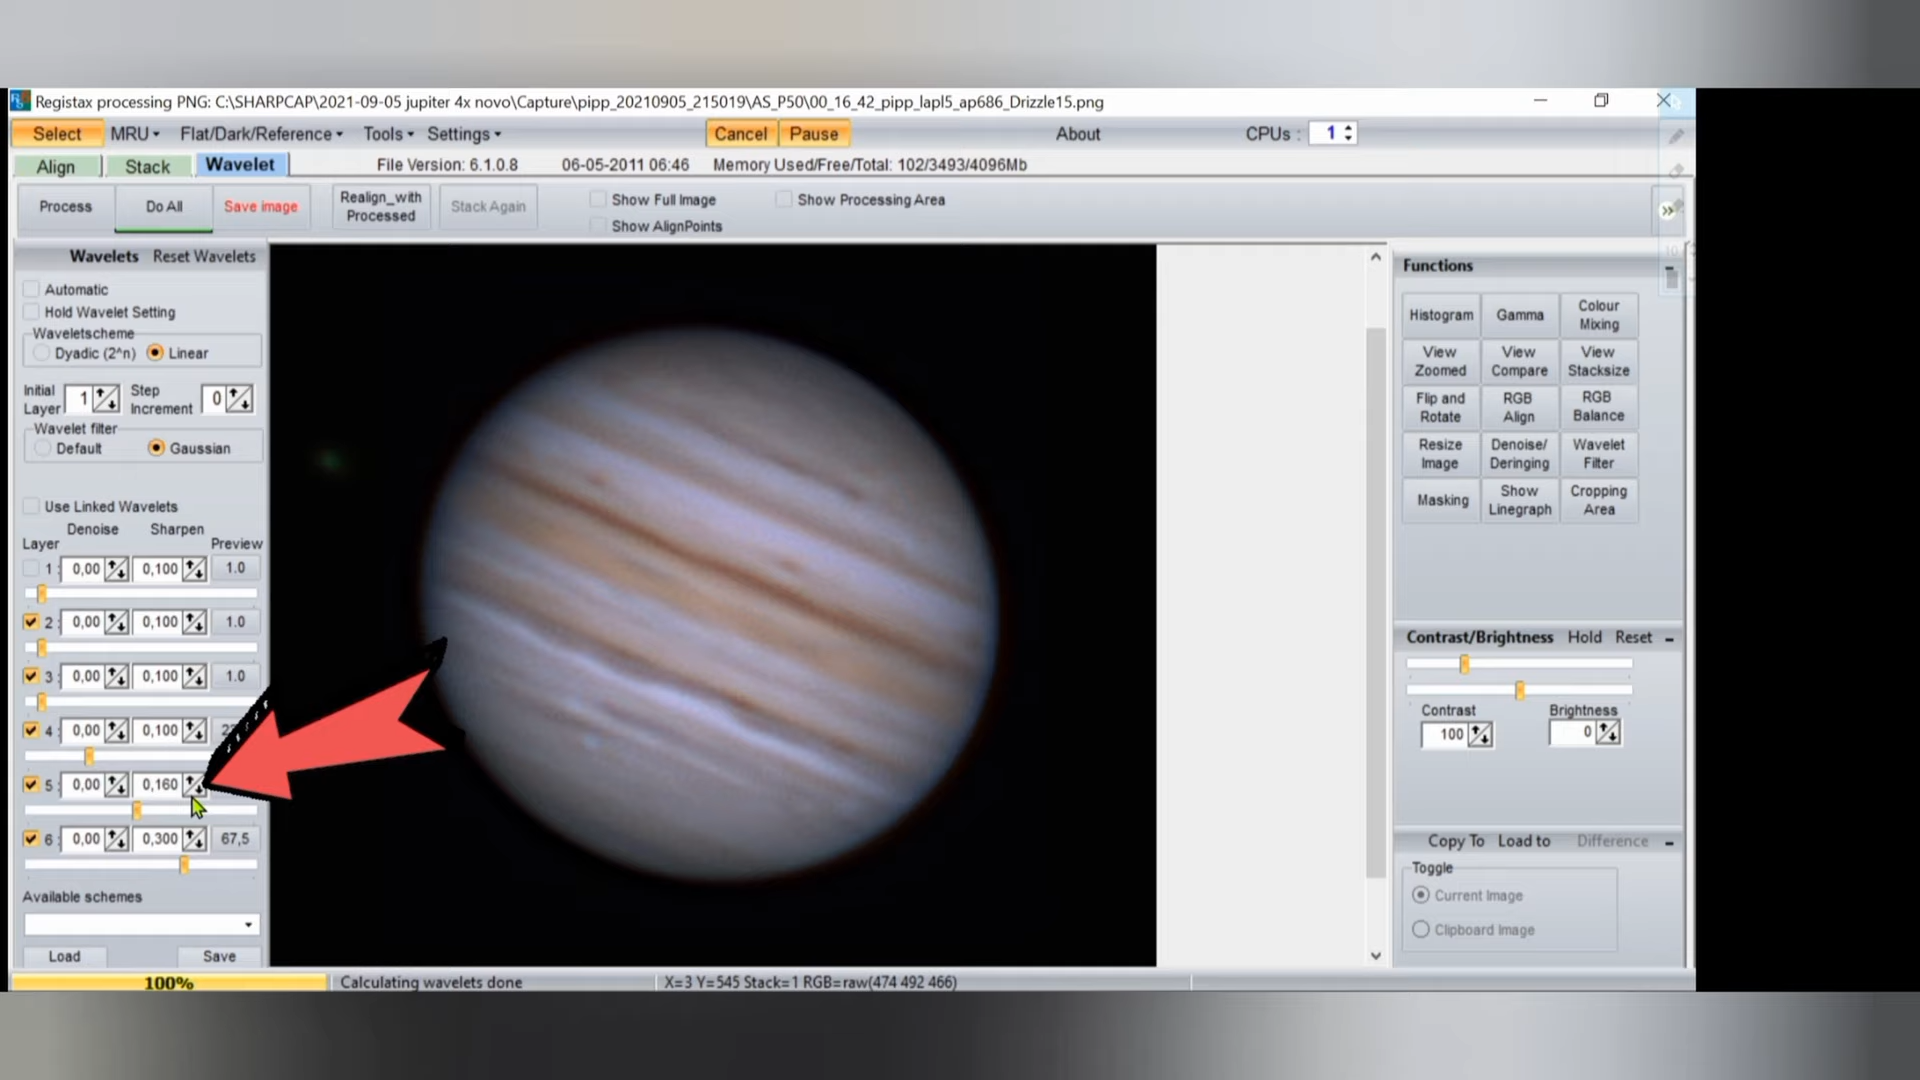 Registax processing PNG: C:\SHARPCAP\2021-09-05 jupiter 4x novo\Capture\pipp_20210905_215019\AS_P50\00_16_42_pipp_lapl5_ap686_Drizzle15.png
Select MRU Flat/Dark/Reference Tools Settings Cancel Pause About CPUs : 1
Align Stack Wavelet File Version: 6.1.0.8 06-05-2011 06:46 Memory Used/Free/Total: 102/3493/4096Mb
Process Do All Save image Realign_with Processed Stack Again
Show Full Image Show Processing Area
Show AlignPoints
Wavelets Reset Wavelets
Automatic
Hold Wavelet Setting
Waveletscheme
Dyadic (2^n) Linear
Initial Layer 1 Step Increment 0
Wavelet filter
Default Gaussian
Use Linked Wavelets
Denoise Sharpen
Layer Preview
1 : 0,00 0,100 1.0
2 : 0,00 0,100 1.0
3 : 0,00 0,100 1.0
4 : 0,00 0,100
5 : 0,00 0,160
6 : 0,00 0,300 67,5
Available schemes
Load Save
Functions
Histogram Gamma Colour Mixing
View Zoomed View Compare View Stacksize
Flip and Rotate RGB Align RGB Balance
Resize Image Denoise/ Deringing Wavelet Filter
Masking Show Linegraph Cropping Area
Contrast/Brightness Hold Reset
Contrast Brightness
100 0
Copy To Load to Difference
Toggle
Current Image
Clipboard Image
100% Calculating wavelets done X=3 Y=545 Stack=1 RGB=raw(474 492 466)